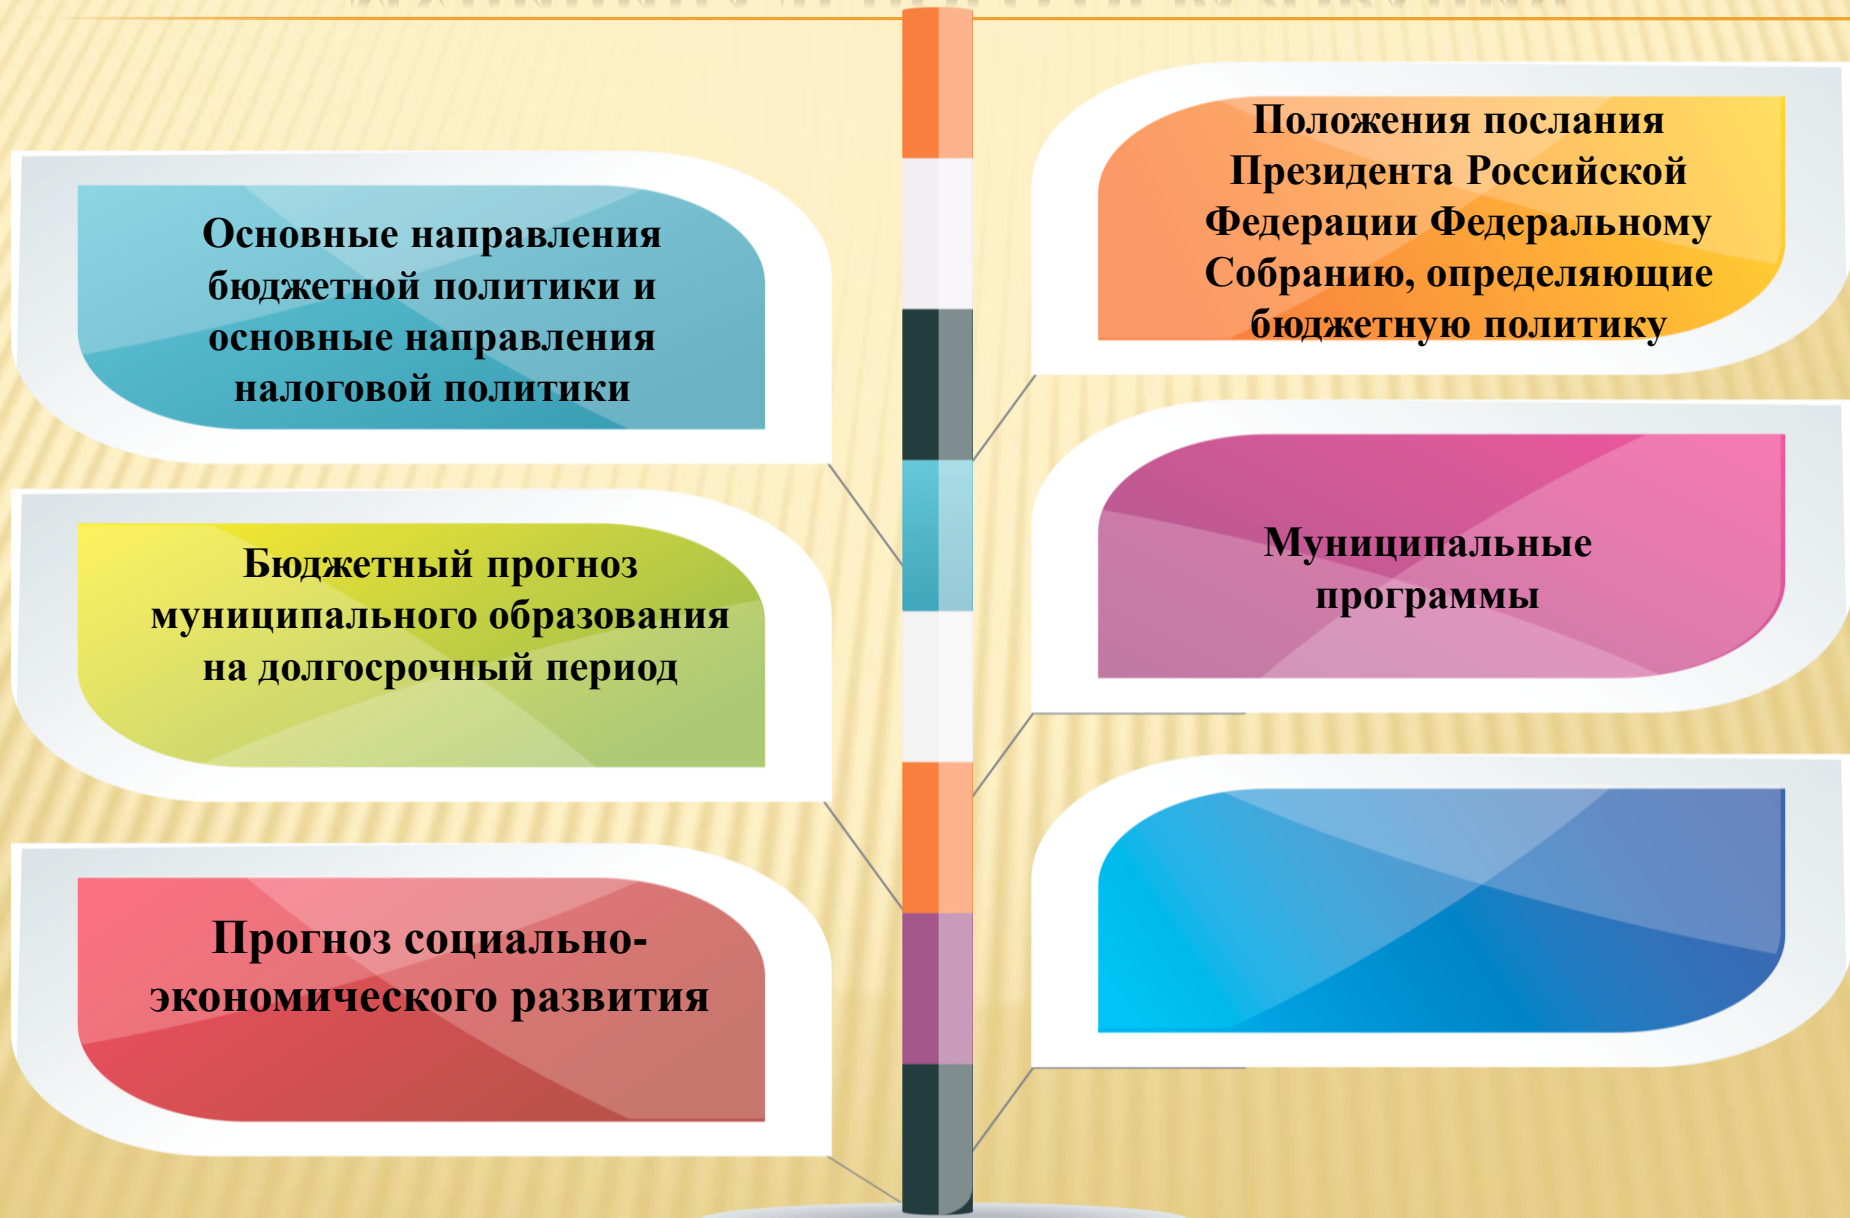 Основные направления
бюджетной политики и
основные направления
налоговой политики
Положения послания
Президента Российской
Федерации Федеральному
Собранию, определяющие
бюджетную политику
Бюджетный прогноз
муниципального образования
на долгосрочный период
Муниципальные
программы
Прогноз социально-
экономического развития